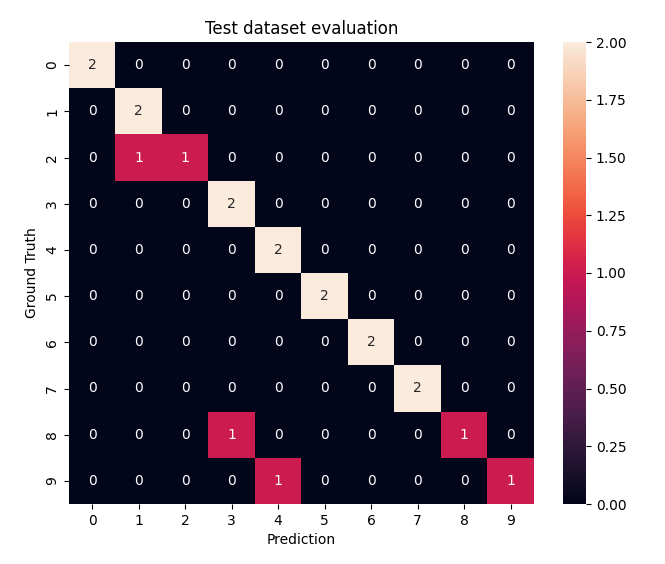 Test dataset evaluation
Ground Truth
0 2 0 0 0 0 0 0 0 0 0
1 0 2 0 0 0 0 0 0 0 0
2 0 1 1 0 0 0 0 0 0 0
3 0 0 0 2 0 0 0 0 0 0
4 0 0 0 0 2 0 0 0 0 0
5 0 0 0 0 0 2 0 0 0 0
6 0 0 0 0 0 0 2 0 0 0
7 0 0 0 0 0 0 0 2 0 0
8 0 0 0 1 0 0 0 0 1 0
9 0 0 0 0 1 0 0 0 0 1
0 1 2 3 4 5 6 7 8 9
Prediction
2.00
1.75
1.50
1.25
1.00
0.75
0.50
0.25
0.00